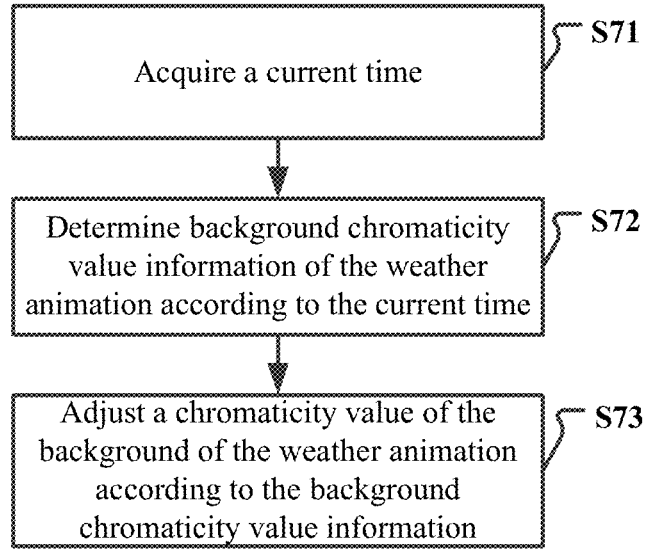 Acquire a current time
S71
Determine background chromaticity
value information of the weather
animation according to the current time
S72
Adjust a chromaticity value of the
background of the weather animation
according to the background
chromaticity value information
S73